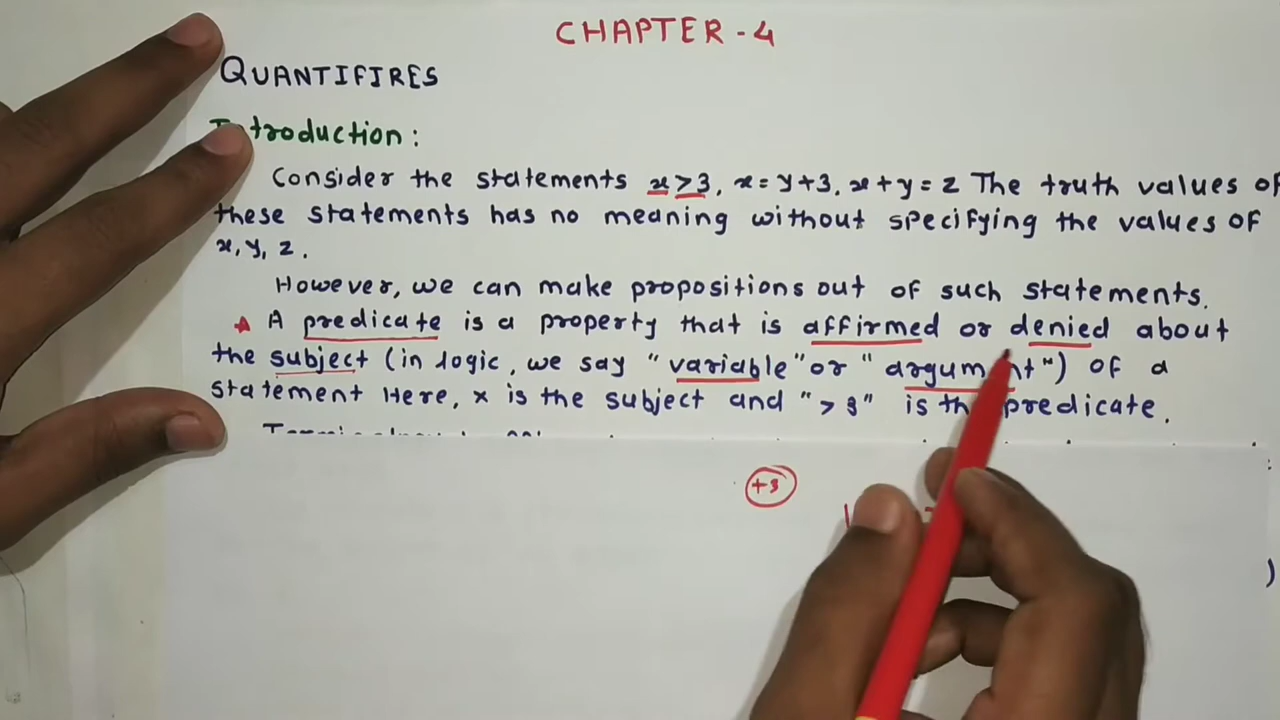 CHAPTER - 4
QUANTIFIRES
Introduction:
Consider the statements x > 3, x = y + 3, x + y = z The truth values of
these statements has no meaning without specifying the values of
x, y, z.
However, we can make propositions out of such statements.
A predicate is a property that is affirmed or denied about
the subject (in logic, we say "variable" or "argument") of a
statement Here, x is the subject and "> 3" is the predicate.
+3